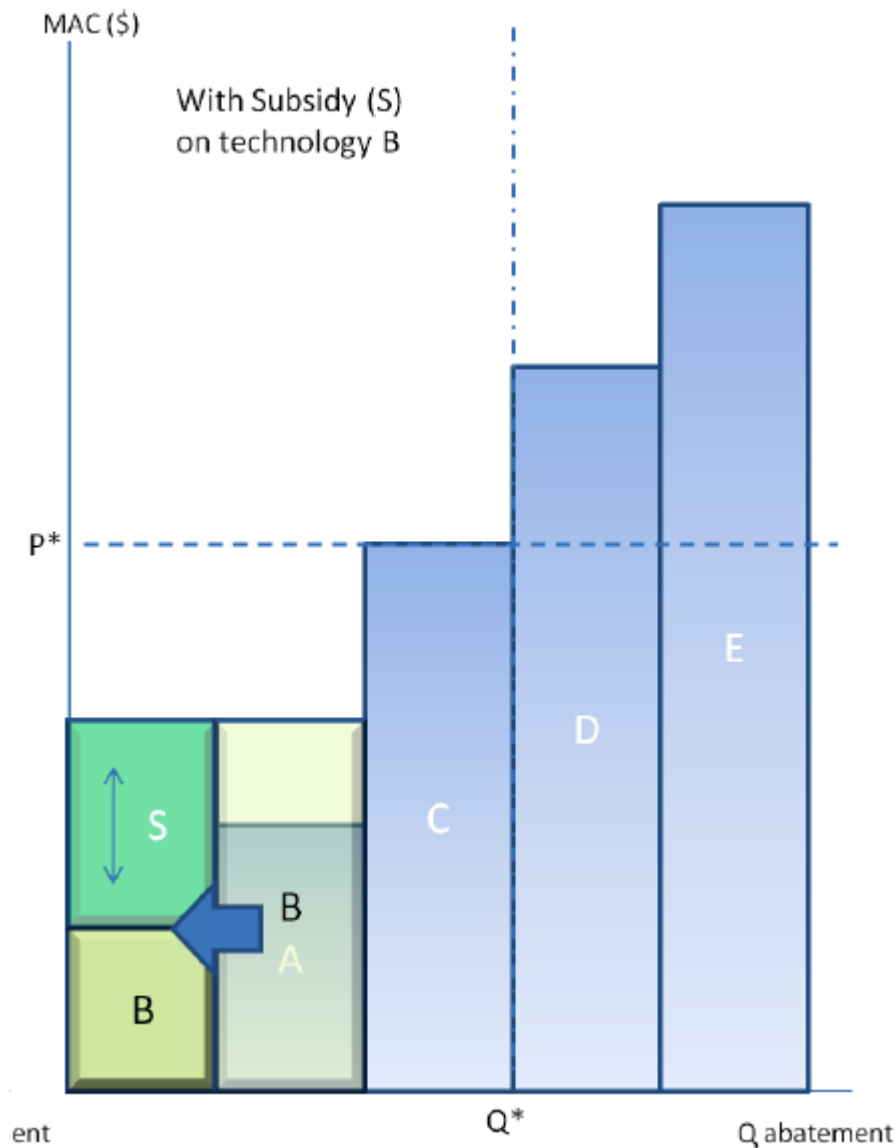 MAC ($)
With Subsidy (S)
on technology B
P*
E
D
S
C
B
A
B
Q*
ent
Q abatement